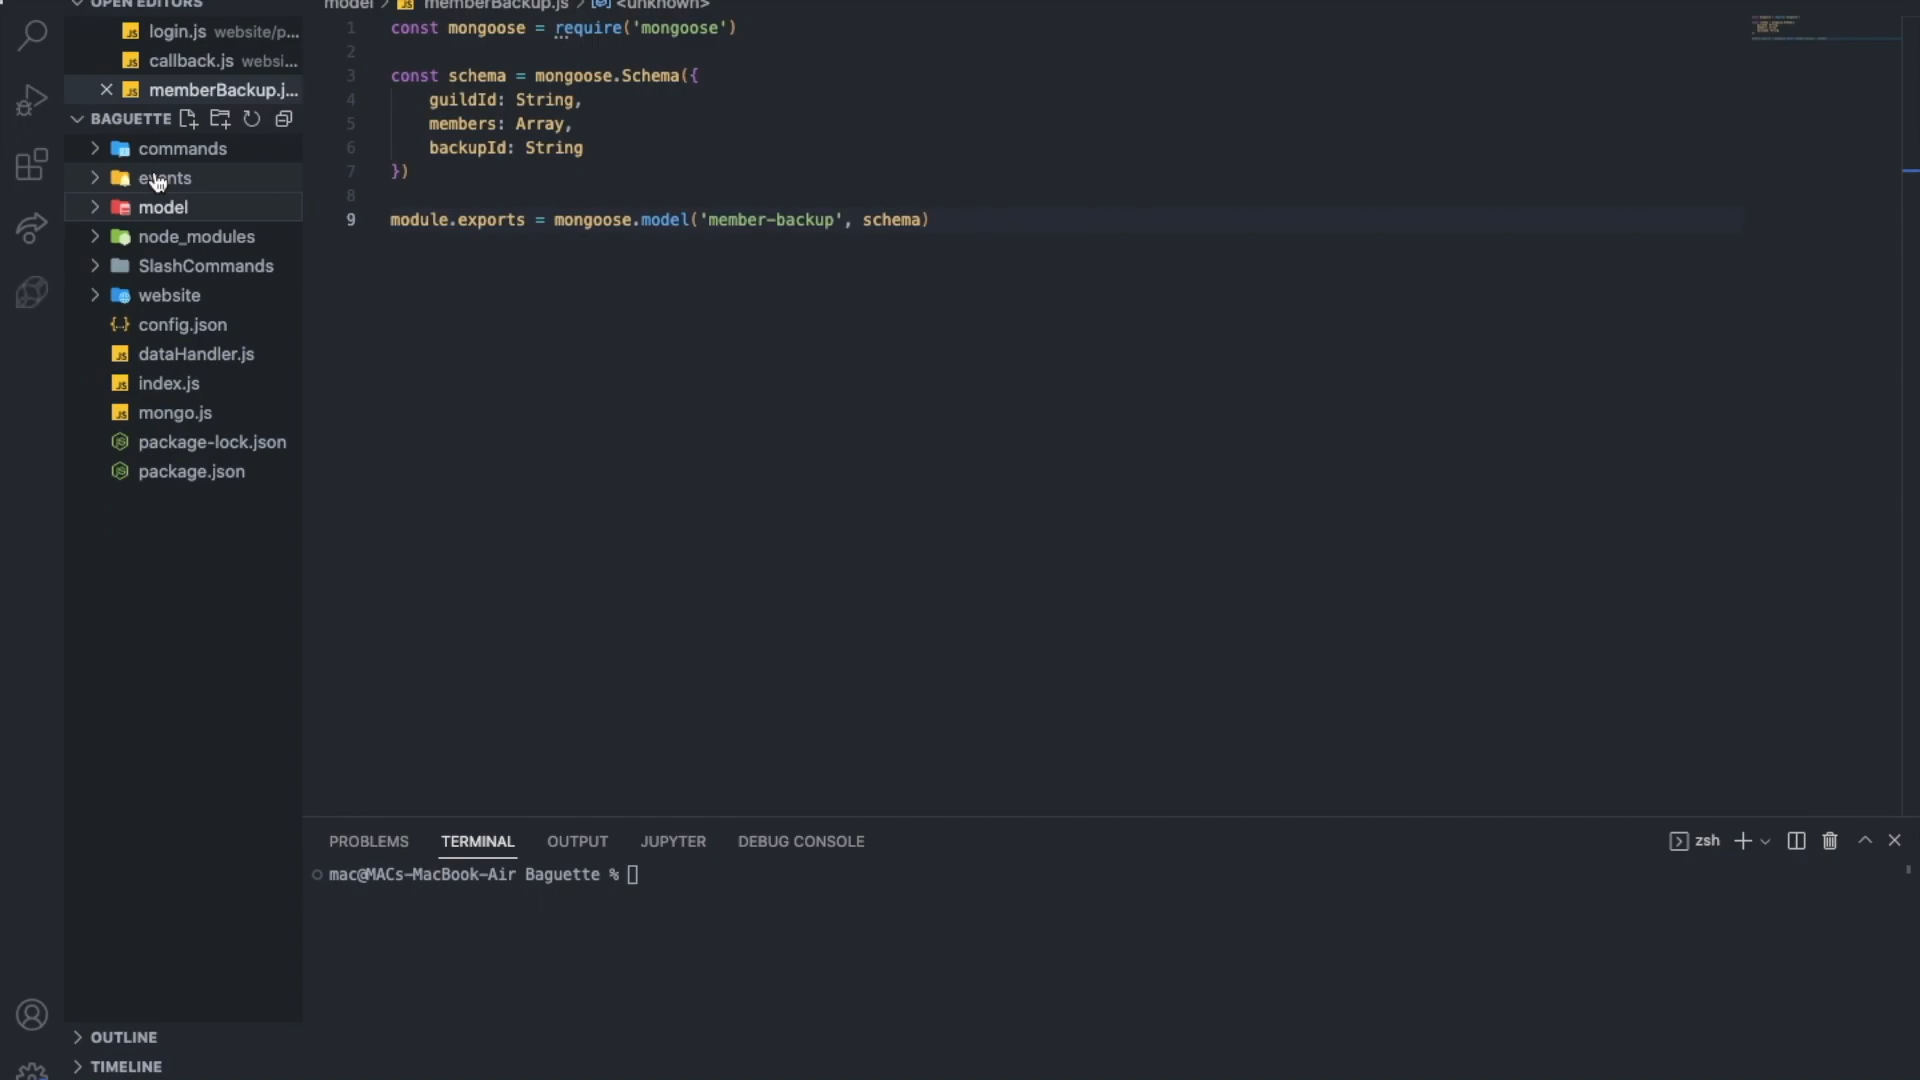 OPEN EDITORS
login.js website/p...
callback.js websi...
memberBackup.j...
BAGUETTE
commands
events
model
node_modules
SlashCommands
website
config.json
dataHandler.js
index.js
mongo.js
package-lock.json
package.json
OUTLINE
TIMELINE
model > memberBackup.js > <unknown>
1 const mongoose = require('mongoose')
2
3 const schema = mongoose.Schema({
4 guildId: String,
5 members: Array,
6 backupId: String
7 })
8
9 module.exports = mongoose.model('member-backup', schema)
PROBLEMS TERMINAL OUTPUT JUPYTER DEBUG CONSOLE zsh
mac@MACs-MacBook-Air Baguette %